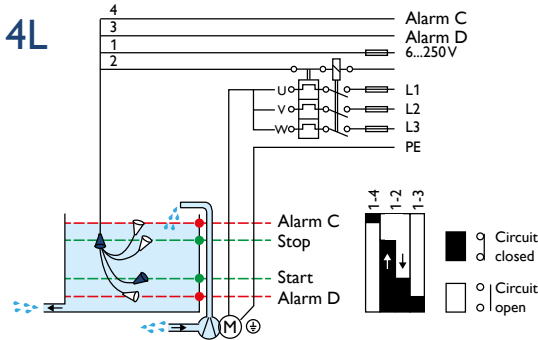 4L
4 Alarm C
3 Alarm D
1 6...250 V
2
U L1
V L2
W L3
PE
1-4 1-2 1-3
Alarm C
Stop
Start
Alarm D
Circuit
closed
Circuit
open
M